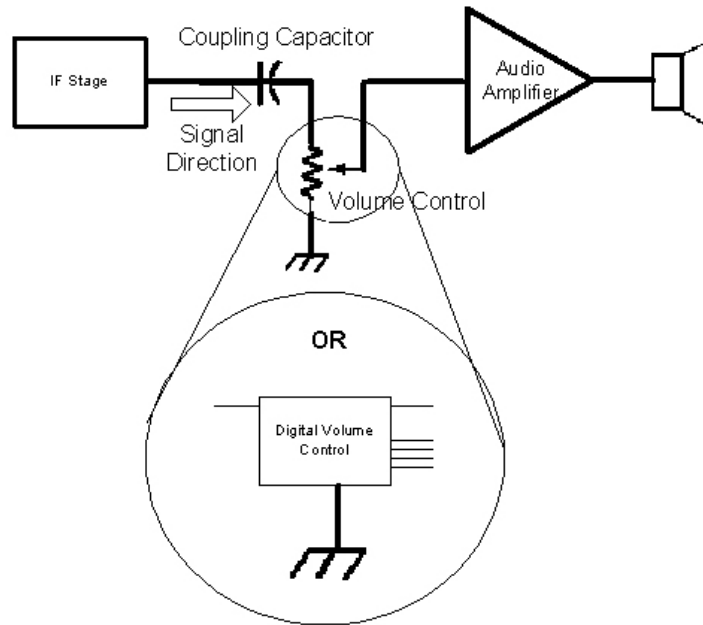 Coupling Capacitor
IF Stage
Audio
Amplifier
Signal
Direction
Volume Control
OR
Digital Volume
Control